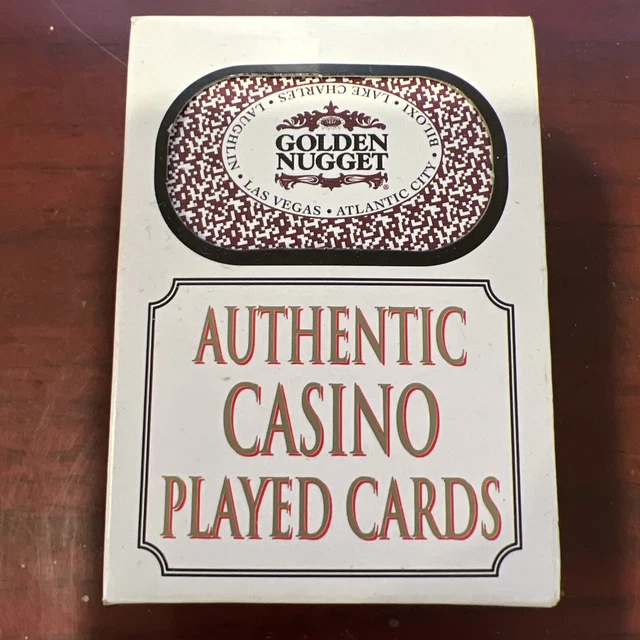 GOLDEN
NUGGET®
LAUGHLIN • LAS VEGAS • ATLANTIC CITY • BILOXI • LAKE CHARLES •
AUTHENTIC
CASINO
PLAYED CARDS